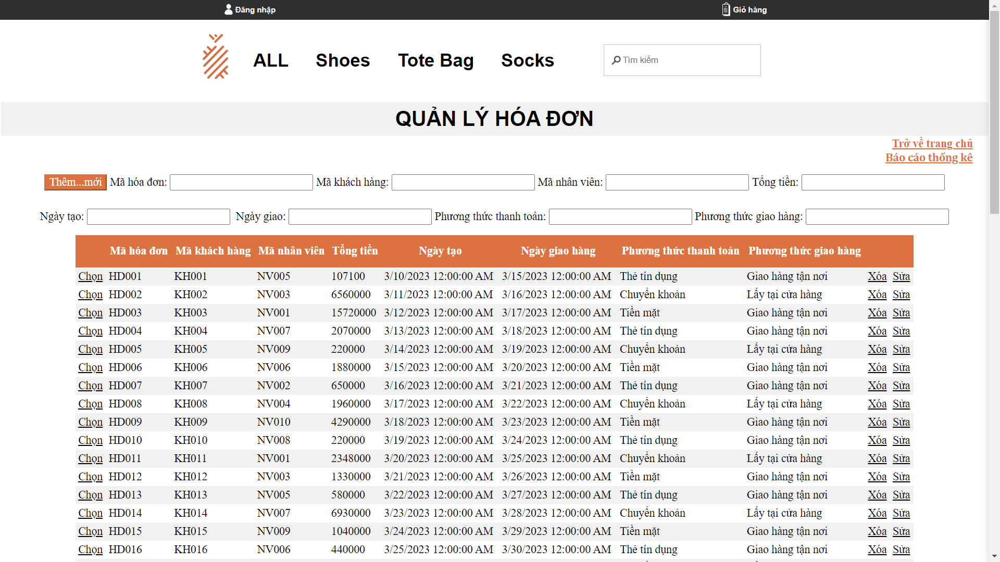 Đăng nhập Giỏ hàng
ALL Shoes Tote Bag Socks Tìm kiếm
QUẢN LÝ HÓA ĐƠN
Trở về trang chủ
Báo cáo thống kê
Thêm...mới Mã hóa đơn: Mã khách hàng: Mã nhân viên: Tổng tiền:
Ngày tạo: Ngày giao: Phương thức thanh toán: Phương thức giao hàng:
Mã hóa đơn Mã khách hàng Mã nhân viên Tổng tiền Ngày tạo Ngày giao hàng Phương thức thanh toán Phương thức giao hàng
Chọn HD001 KH001 NV005 107100 3/10/2023 12:00:00 AM 3/15/2023 12:00:00 AM Thẻ tín dụng Giao hàng tận nơi Xóa Sửa
Chọn HD002 KH002 NV003 6560000 3/11/2023 12:00:00 AM 3/16/2023 12:00:00 AM Chuyển khoản Lấy tại cửa hàng Xóa Sửa
Chọn HD003 KH003 NV001 15720000 3/12/2023 12:00:00 AM 3/17/2023 12:00:00 AM Tiền mặt Giao hàng tận nơi Xóa Sửa
Chọn HD004 KH004 NV007 2070000 3/13/2023 12:00:00 AM 3/18/2023 12:00:00 AM Thẻ tín dụng Giao hàng tận nơi Xóa Sửa
Chọn HD005 KH005 NV009 220000 3/14/2023 12:00:00 AM 3/19/2023 12:00:00 AM Chuyển khoản Lấy tại cửa hàng Xóa Sửa
Chọn HD006 KH006 NV006 1880000 3/15/2023 12:00:00 AM 3/20/2023 12:00:00 AM Tiền mặt Giao hàng tận nơi Xóa Sửa
Chọn HD007 KH007 NV002 650000 3/16/2023 12:00:00 AM 3/21/2023 12:00:00 AM Thẻ tín dụng Giao hàng tận nơi Xóa Sửa
Chọn HD008 KH008 NV004 1960000 3/17/2023 12:00:00 AM 3/22/2023 12:00:00 AM Chuyển khoản Lấy tại cửa hàng Xóa Sửa
Chọn HD009 KH009 NV010 4290000 3/18/2023 12:00:00 AM 3/23/2023 12:00:00 AM Tiền mặt Giao hàng tận nơi Xóa Sửa
Chọn HD010 KH010 NV008 220000 3/19/2023 12:00:00 AM 3/24/2023 12:00:00 AM Thẻ tín dụng Giao hàng tận nơi Xóa Sửa
Chọn HD011 KH011 NV001 2348000 3/20/2023 12:00:00 AM 3/25/2023 12:00:00 AM Chuyển khoản Lấy tại cửa hàng Xóa Sửa
Chọn HD012 KH012 NV003 1330000 3/21/2023 12:00:00 AM 3/26/2023 12:00:00 AM Tiền mặt Giao hàng tận nơi Xóa Sửa
Chọn HD013 KH013 NV005 580000 3/22/2023 12:00:00 AM 3/27/2023 12:00:00 AM Thẻ tín dụng Giao hàng tận nơi Xóa Sửa
Chọn HD014 KH014 NV007 6930000 3/23/2023 12:00:00 AM 3/28/2023 12:00:00 AM Chuyển khoản Lấy tại cửa hàng Xóa Sửa
Chọn HD015 KH015 NV009 1040000 3/24/2023 12:00:00 AM 3/29/2023 12:00:00 AM Tiền mặt Giao hàng tận nơi Xóa Sửa
Chọn HD016 KH016 NV006 440000 3/25/2023 12:00:00 AM 3/30/2023 12:00:00 AM Thẻ tín dụng Giao hàng tận nơi Xóa Sửa